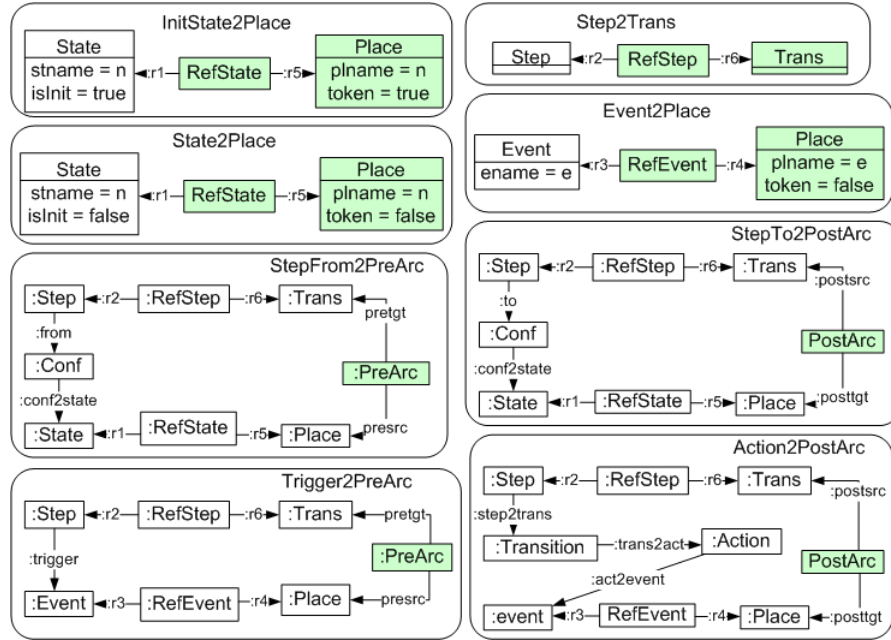 InitState2Place
State
stname = n
isInit = true
:r1
RefState
:r5
Place
plname = n
token = true
Step2Trans
Step
:r2
RefStep
:r6
Trans
State2Place
State
stname = n
isInit = false
:r1
RefState
:r5
Place
plname = n
token = false
Event2Place
Event
ename = e
:r3
RefEvent
:r4
Place
plname = e
token = false
StepFrom2PreArc
:Step
:r2
:RefStep
:r6
:Trans
:from
pretgt
:Conf
:PreArc
:conf2state
:State
:r1
:RefState
:r5
:Place
presrc
StepTo2PostArc
:Step
:r2
:RefStep
:r6
:Trans
:postsrc
:to
:Conf
PostArc
:conf2state
:State
:r1
:RefState
:r5
:Place
:posttgt
Trigger2PreArc
:Step
:r2
:RefStep
:r6
:Trans
pretgt
:trigger
:PreArc
:Event
:r3
:RefEvent
:r4
:Place
presrc
Action2PostArc
:Step
:r2
:RefStep
:r6
:Trans
:postsrc
:step2trans
:Transition
:trans2act
:Action
PostArc
:act2event
:event
:r3
RefEvent
:r4
:Place
:posttgt